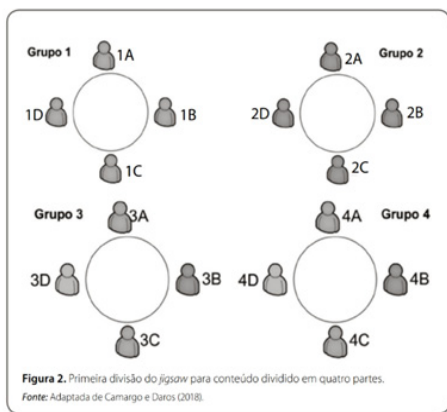 Grupo 1
1A
1D
1B
1C
2A
Grupo 2
2D
2B
2C
Grupo 3
3A
3D
3B
3C
4A
Grupo 4
4D
4B
4C
Figura 2. Primeira divisão do jigsaw para conteúdo dividido em quatro partes.
Fonte: Adaptada de Camargo e Daros (2018).